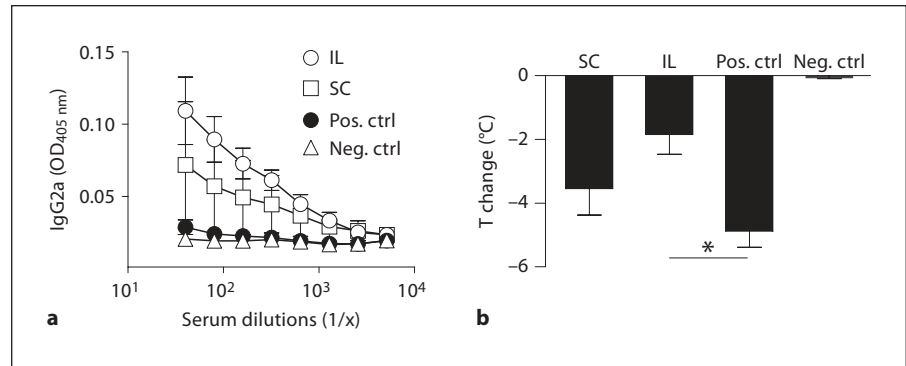 0.15
0.10
0.05
IgG2a (OD405 nm)
IL
SC
Pos. ctrl
Neg. ctrl
10¹ 10² 10³ 10⁴
Serum dilutions (1/x)
a
SC IL Pos. ctrl Neg. ctrl
0
–2
–4
–6
T change (°C)
*
b